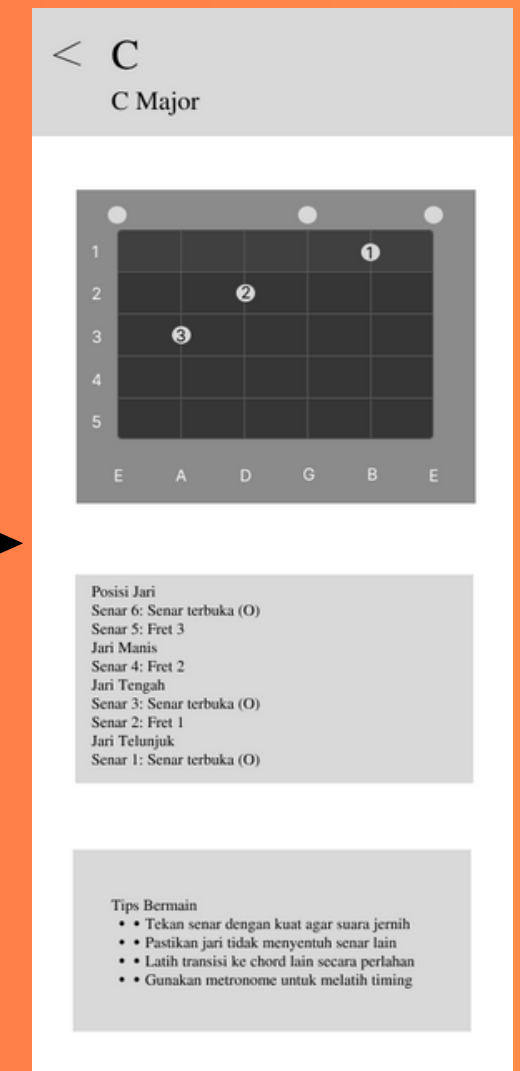 < C
C Major
1 1
2 2
3 3
4
5
E A D G B E
Posisi Jari
Senar 6: Senar terbuka (O)
Senar 5: Fret 3
Jari Manis
Senar 4: Fret 2
Jari Tengah
Senar 3: Senar terbuka (O)
Senar 2: Fret 1
Jari Telunjuk
Senar 1: Senar terbuka (O)
Tips Bermain
• • Tekan senar dengan kuat agar suara jernih
• • Pastikan jari tidak menyentuh senar lain
• • Latih transisi ke chord lain secara perlahan
• • Gunakan metronome untuk melatih timing